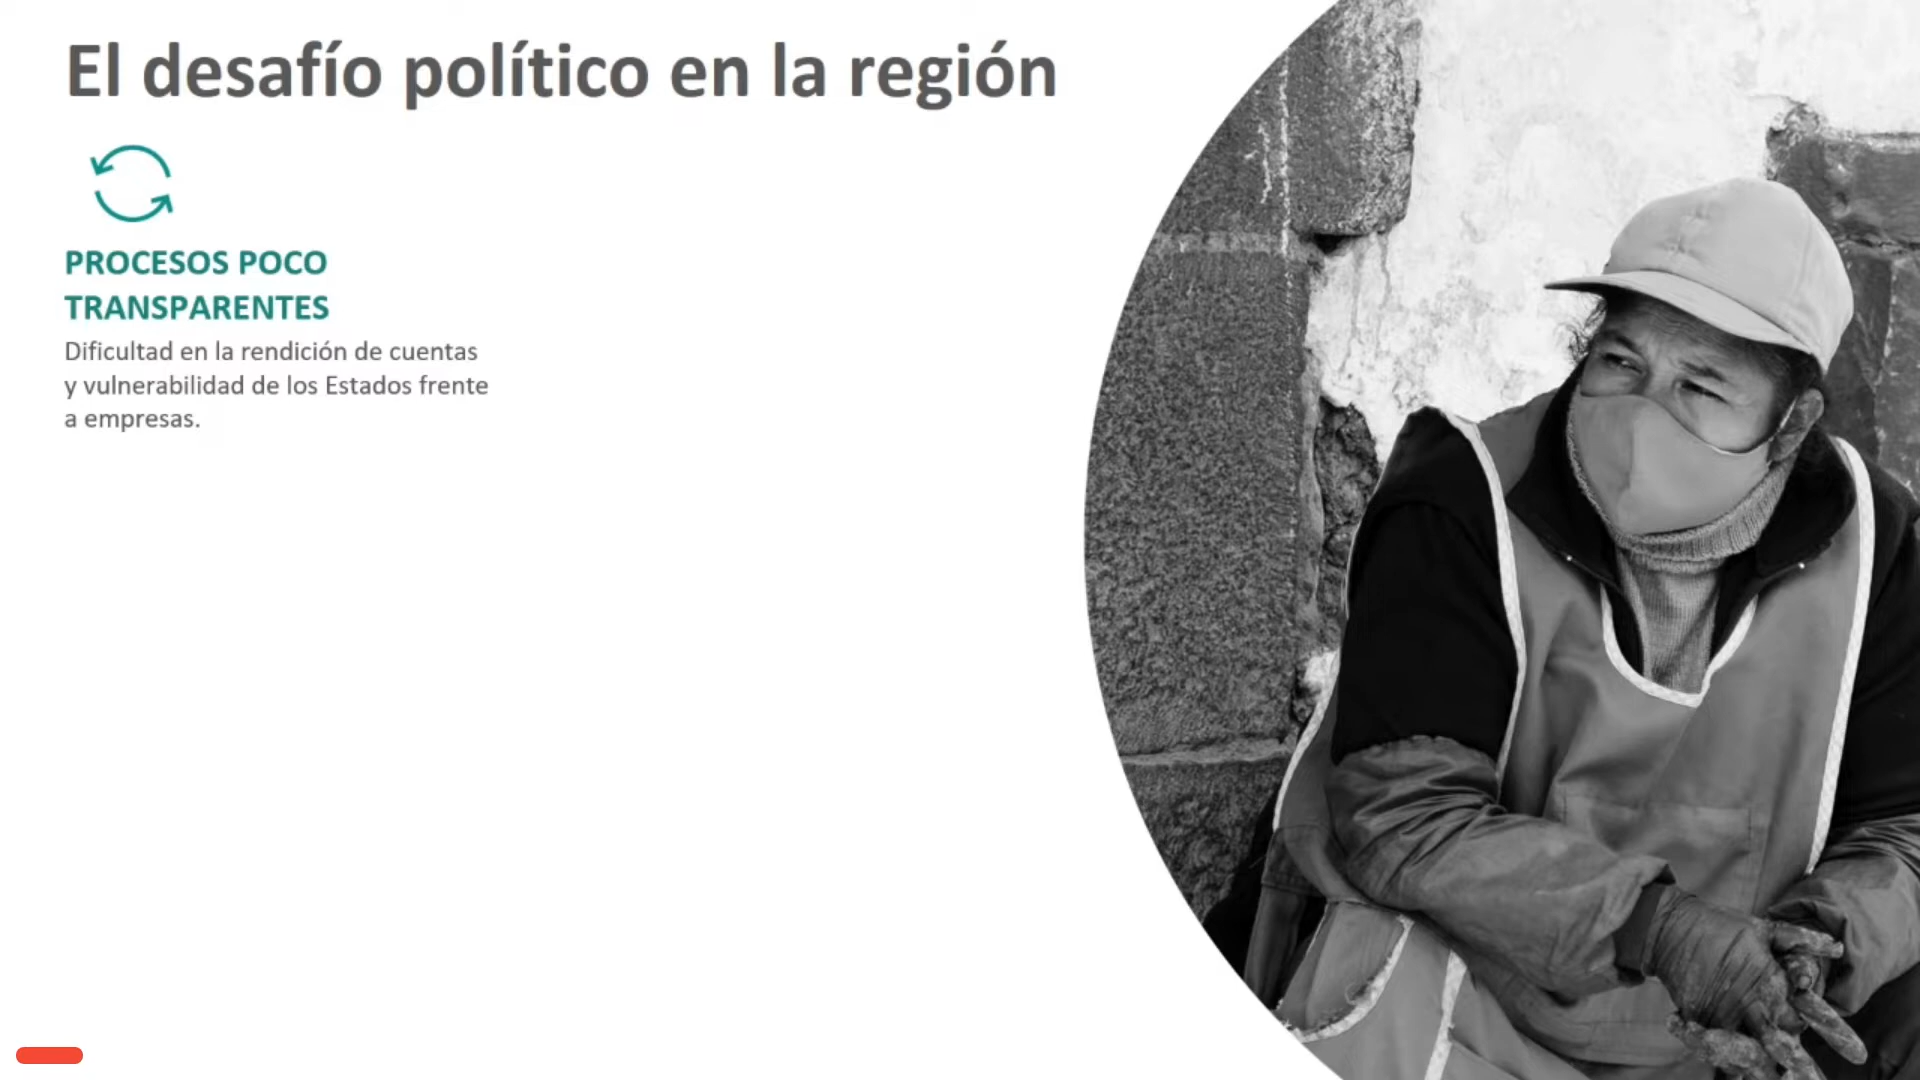 El desafío político en la región
PROCESOS POCO
TRANSPARENTES
Dificultad en la rendición de cuentas
y vulnerabilidad de los Estados frente
a empresas.